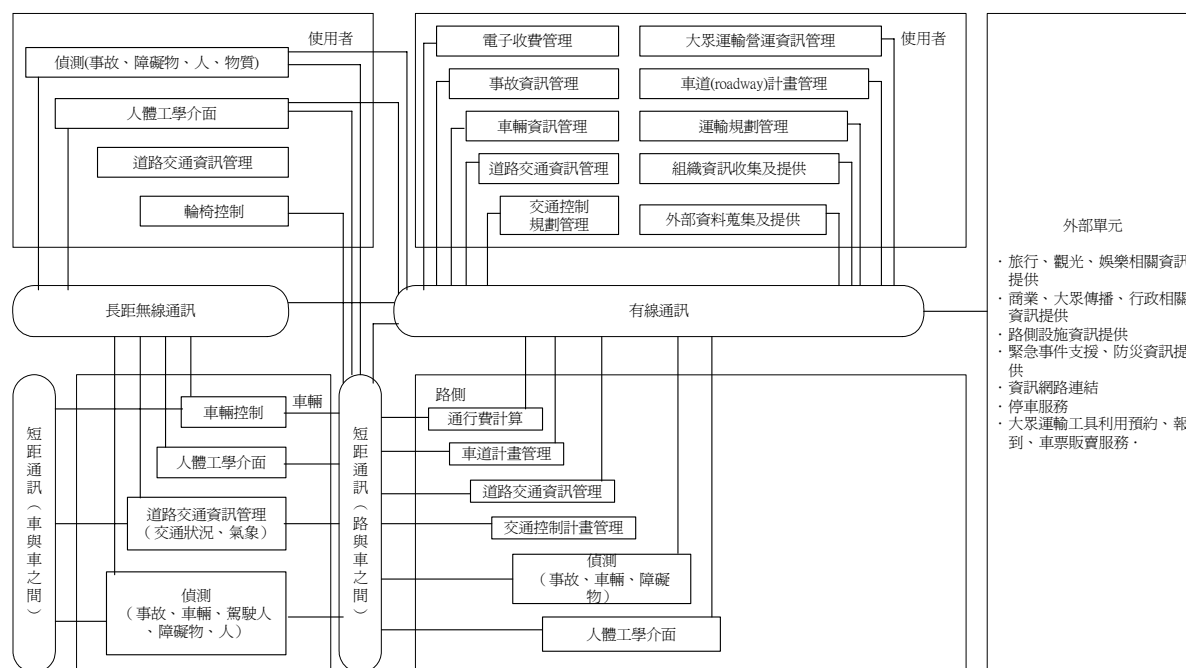 使用者
偵測(事故、障礙物、人、物質)
人體工學介面
道路交通資訊管理
輪椅控制
使用者
電子收費管理
大眾運輸營運資訊管理
事故資訊管理
車道(roadway)計畫管理
車輛資訊管理
運輸規劃管理
道路交通資訊管理
組織資訊收集及提供
交通控制
規劃管理
外部資料蒐集及提供
長距無線通訊
有線通訊
短距通訊（車與車之間）
車輛
車輛控制
人體工學介面
道路交通資訊管理
（交通狀況、氣象）
偵測
（事故、車輛、駕駛人
、障礙物、人）
短距通訊（路與車之間）
路側
通行費計算
車道計畫管理
道路交通資訊管理
交通控制計畫管理
偵測
（事故、車輛、障礙
物）
人體工學介面
外部單元
．旅行、觀光、娛樂相關資訊
提供
．商業、大眾傳播、行政相關
資訊提供
．路側設施資訊提供
．緊急事件支援、防災資訊提
供
．資訊網路連結
．停車服務
．大眾運輸工具利用預約、報
到、車票販賣服務．